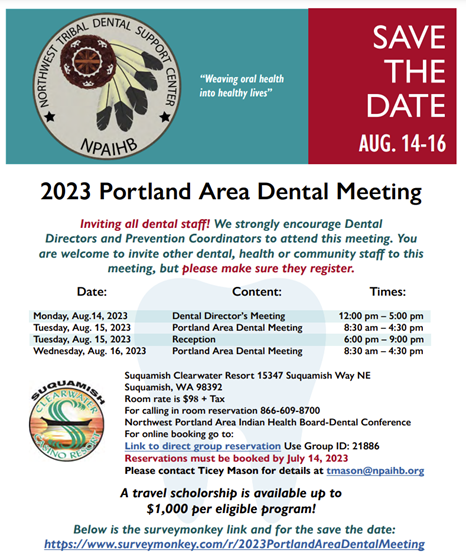 NORTHWEST TRIBAL DENTAL SUPPORT CENTER
NPAIHB
"Weaving oral health
into healthy lives"
SAVE
THE
DATE
AUG. 14-16
2023 Portland Area Dental Meeting
Inviting all dental staff! We strongly encourage Dental
Directors and Prevention Coordinators to attend this meeting. You
are welcome to invite other dental, health or community staff to this
meeting, but please make sure they register.
Date: Content: Times:
Monday, Aug.14, 2023 Dental Director's Meeting 12:00 pm – 5:00 pm
Tuesday, Aug. 15, 2023 Portland Area Dental Meeting 8:30 am – 4:30 pm
Tuesday, Aug. 15, 2023 Reception 6:00 pm – 9:00 pm
Wednesday, Aug. 16, 2023 Portland Area Dental Meeting 8:30 am – 4:30 pm
SUQUAMISH
CLEARWATER
CASINO RESORT
Suquamish Clearwater Resort 15347 Suquamish Way NE
Suquamish, WA 98392
Room rate is $98 + Tax
For calling in room reservation 866-609-8700
Northwest Portland Area Indian Health Board-Dental Conference
For online booking go to:
Link to direct group reservation Use Group ID: 21886
Reservations must be booked by July 14, 2023
Please contact Ticey Mason for details at tmason@npaihb.org
A travel scholorship is available up to
$1,000 per eligible program!
Below is the surveymonkey link and for the save the date:
https://www.surveymonkey.com/r/2023PortlandAreaDentalMeeting